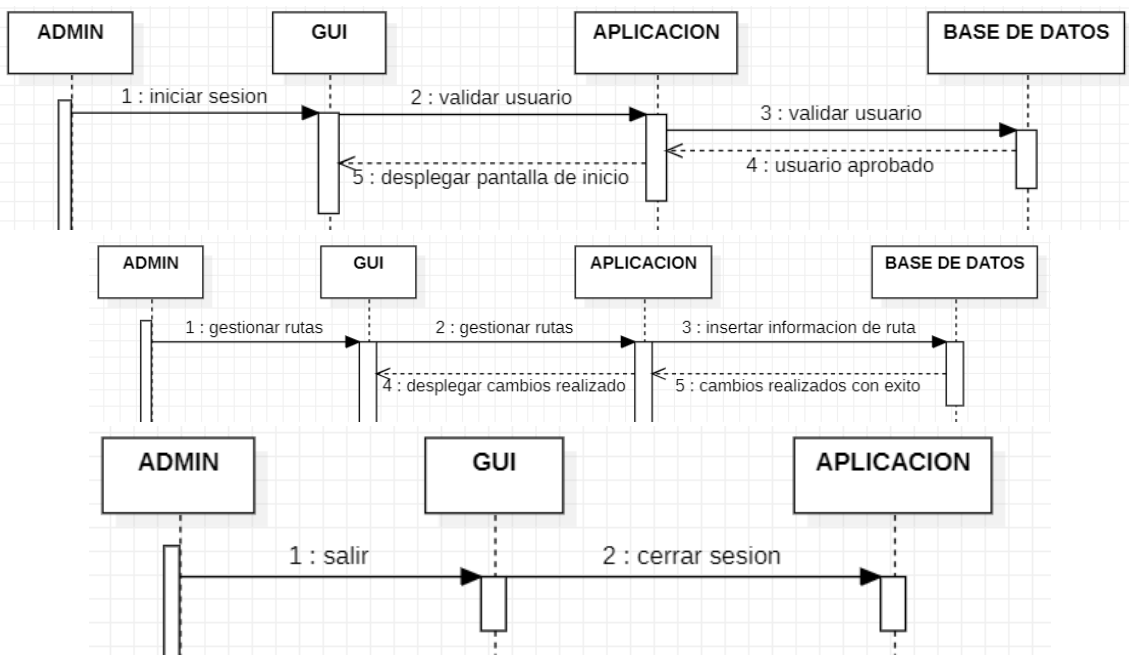 ADMIN
GUI
APLICACION
BASE DE DATOS
1 : iniciar sesion
2 : validar usuario
3 : validar usuario
4 : usuario aprobado
5 : desplegar pantalla de inicio
ADMIN
GUI
APLICACION
BASE DE DATOS
1 : gestionar rutas
2 : gestionar rutas
3 : insertar informacion de ruta
4 : desplegar cambios realizado
5 : cambios realizados con exito
ADMIN
GUI
APLICACION
1 : salir
2 : cerrar sesion